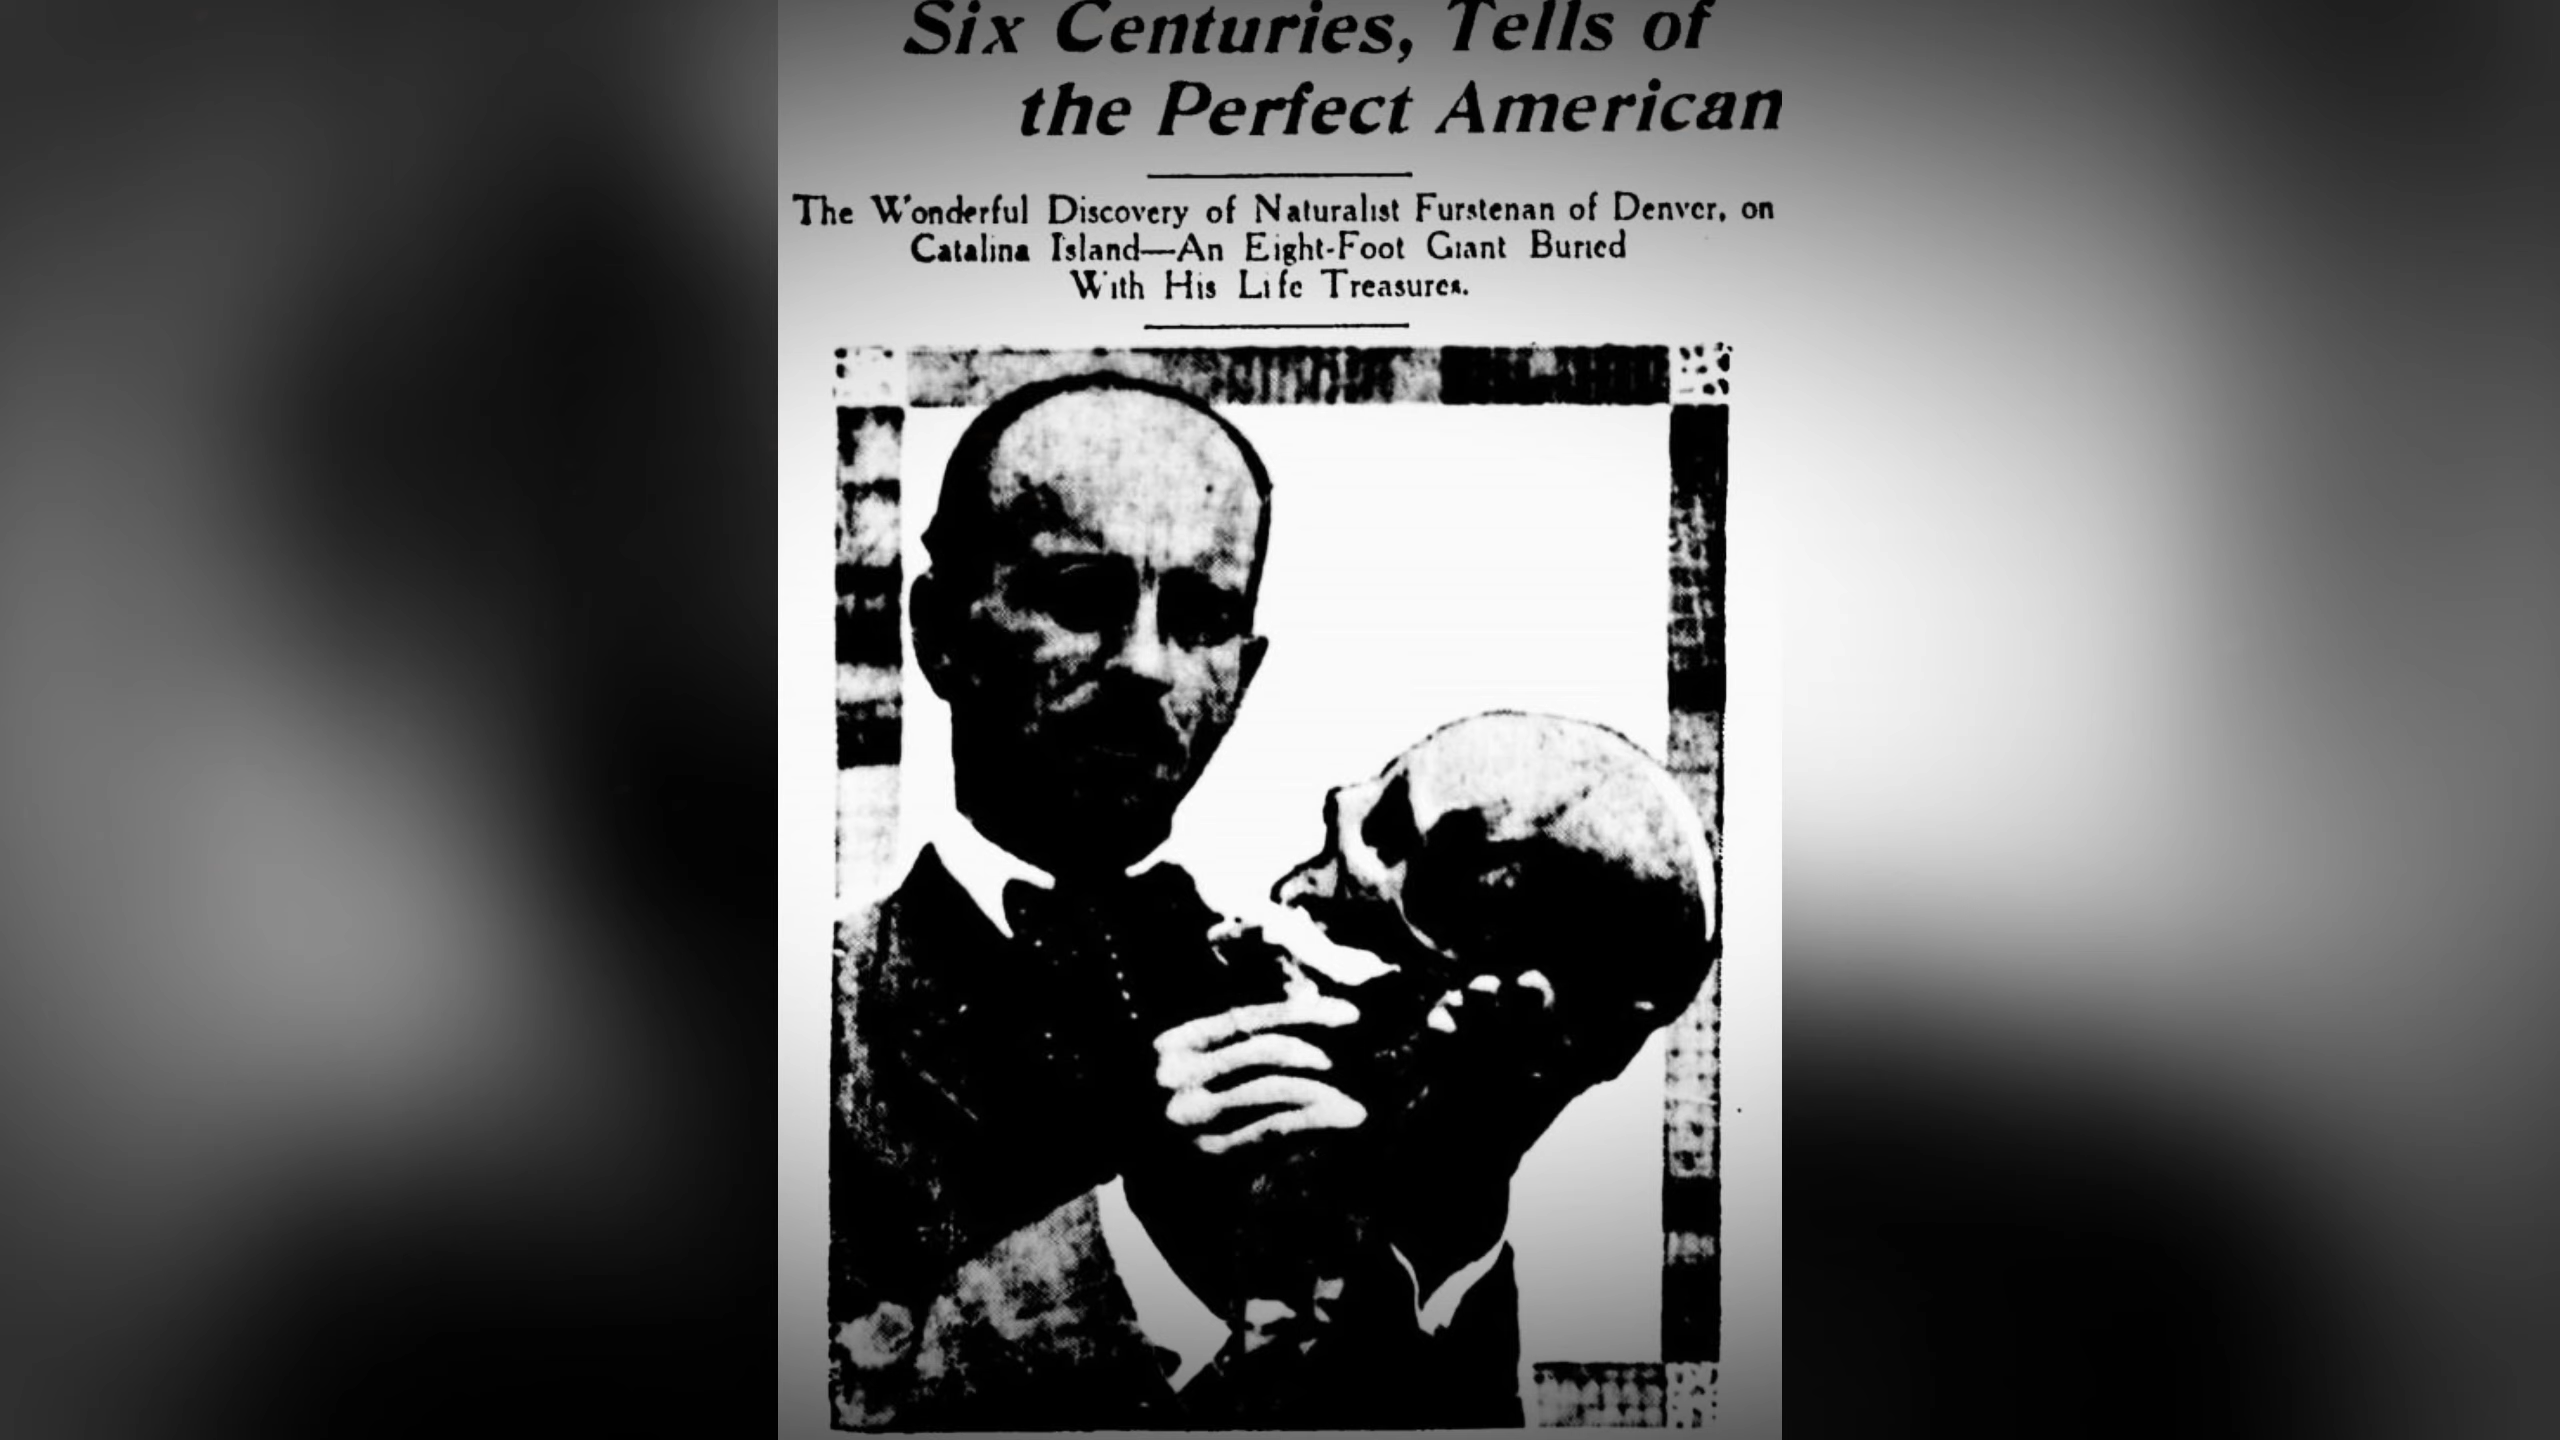 Six Centuries, Tells of
the Perfect American
The Wonderful Discovery of Naturalist Furstenan of Denver, on
Catalina Island—An Eight-Foot Giant Buried
With His Life Treasures.